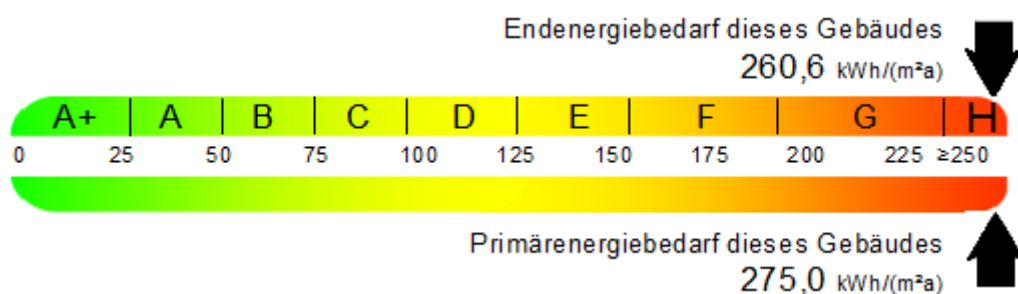 Endenergiebedarf dieses Gebäudes
260,6 kWh/(m²a)
A+ A B C D E F G H
0 25 50 75 100 125 150 175 200 225 ≥250
Primärenergiebedarf dieses Gebäudes
275,0 kWh/(m²a)